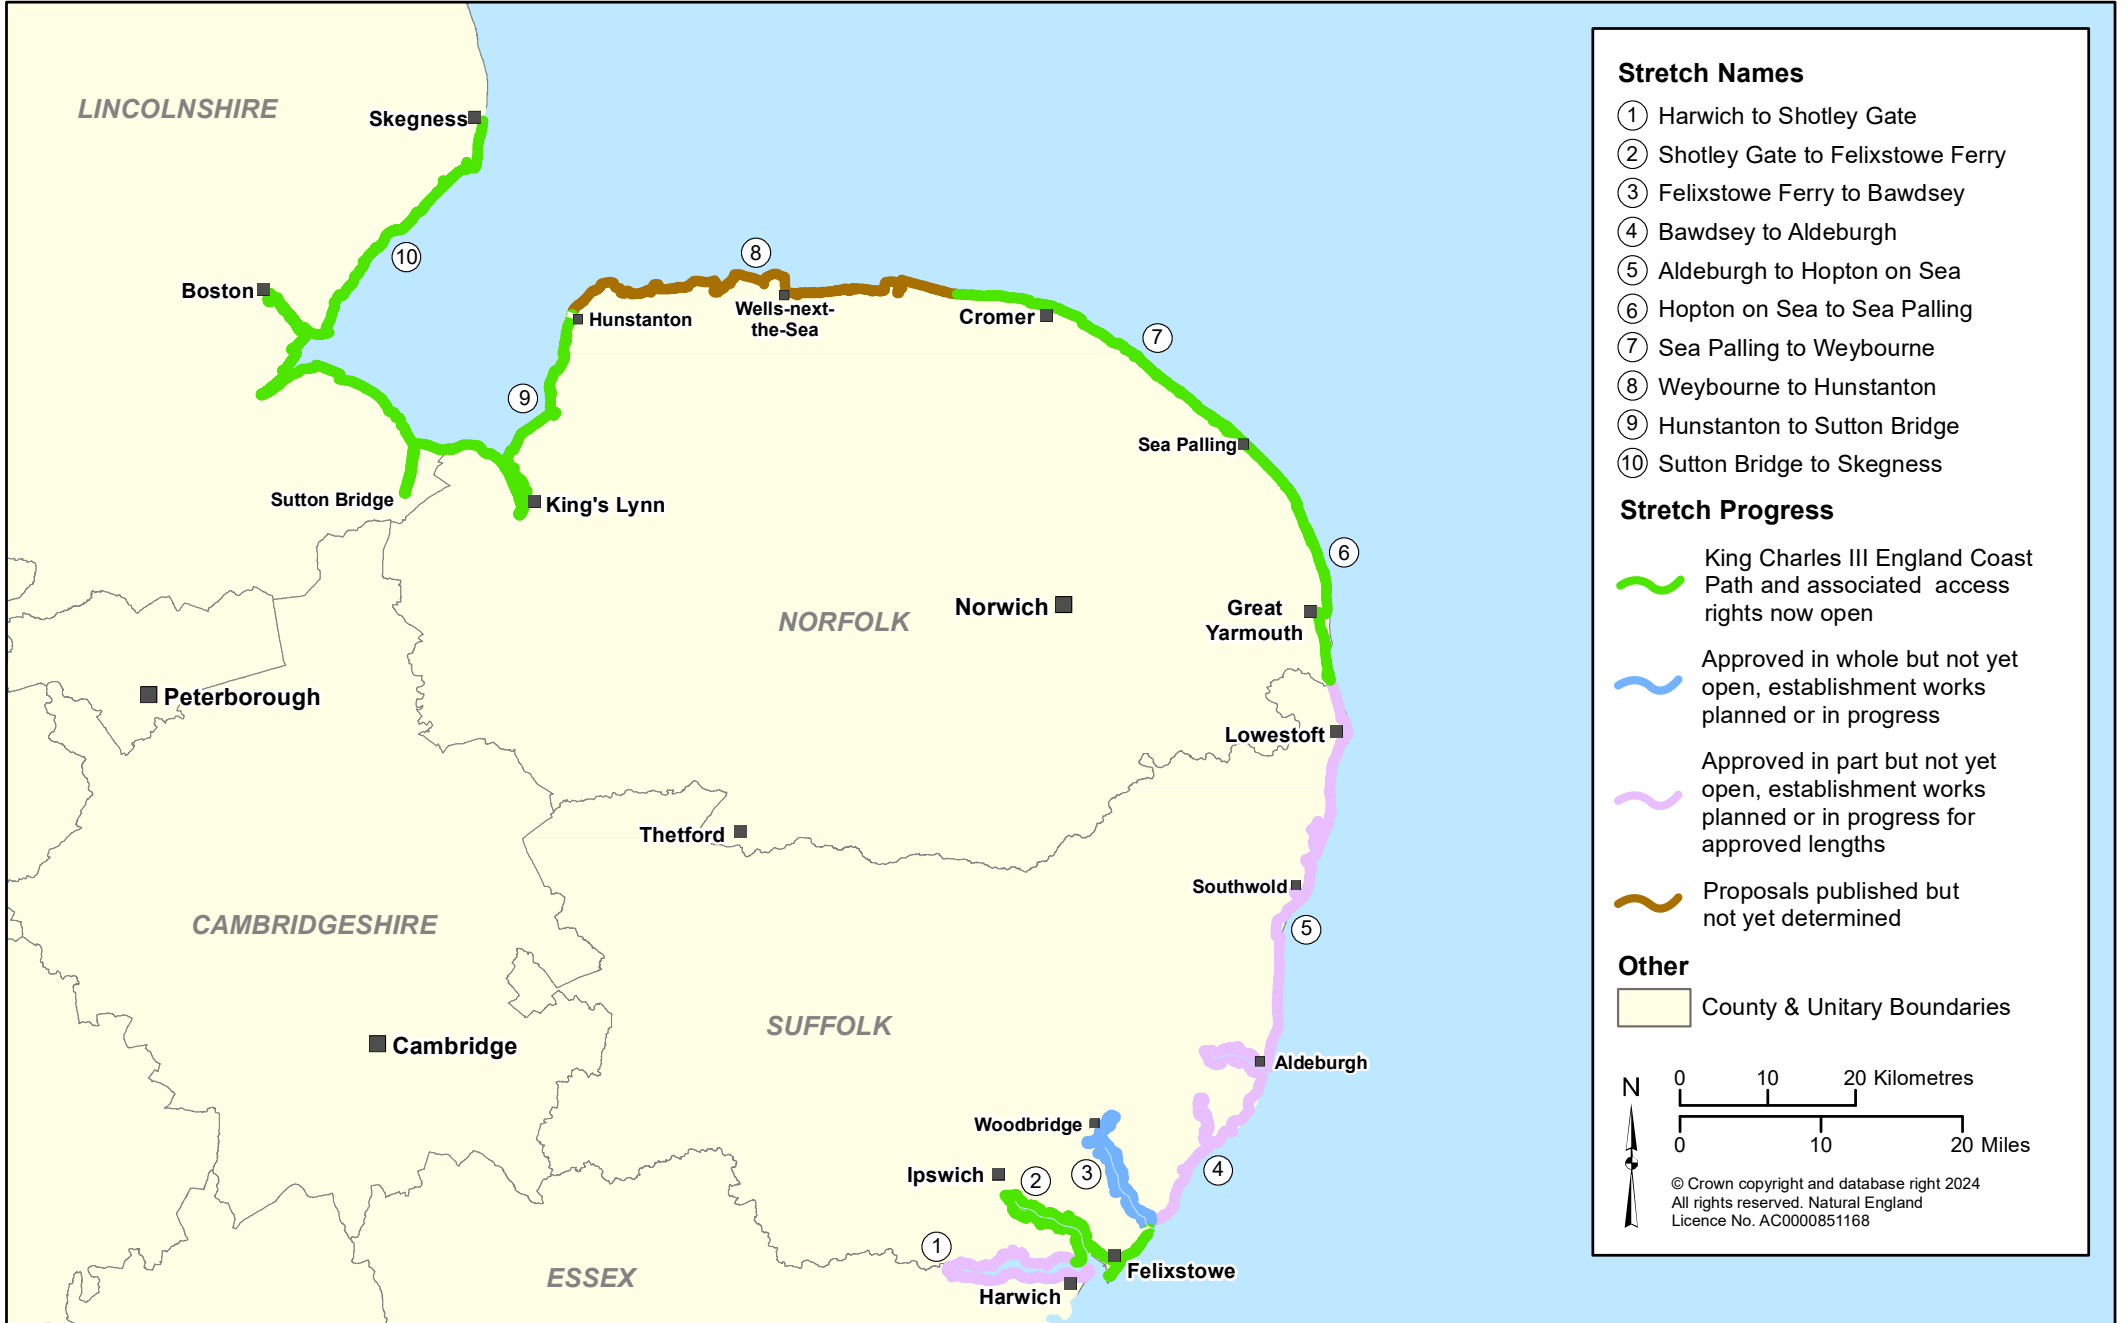 LINCOLNSHIRE
Skegness
10
Boston
8
Hunstanton
Wells-next-
the-Sea
Cromer
7
9
Sea Palling
Sutton Bridge
King's Lynn
6
Norwich
Great
Yarmouth
NORFOLK
Peterborough
Lowestoft
Thetford
Southwold
5
CAMBRIDGESHIRE
SUFFOLK
Cambridge
Aldeburgh
Woodbridge
Ipswich
2
3
4
1
Felixstowe
ESSEX
Harwich
Stretch Names
1 Harwich to Shotley Gate
2 Shotley Gate to Felixstowe Ferry
3 Felixstowe Ferry to Bawdsey
4 Bawdsey to Aldeburgh
5 Aldeburgh to Hopton on Sea
6 Hopton on Sea to Sea Palling
7 Sea Palling to Weybourne
8 Weybourne to Hunstanton
9 Hunstanton to Sutton Bridge
10 Sutton Bridge to Skegness
Stretch Progress
King Charles III England Coast
Path and associated access
rights now open
Approved in whole but not yet
open, establishment works
planned or in progress
Approved in part but not yet
open, establishment works
planned or in progress for
approved lengths
Proposals published but
not yet determined
Other
County & Unitary Boundaries
N
0 10 20 Kilometres
0 10 20 Miles
© Crown copyright and database right 2024
All rights reserved. Natural England
Licence No. AC0000851168